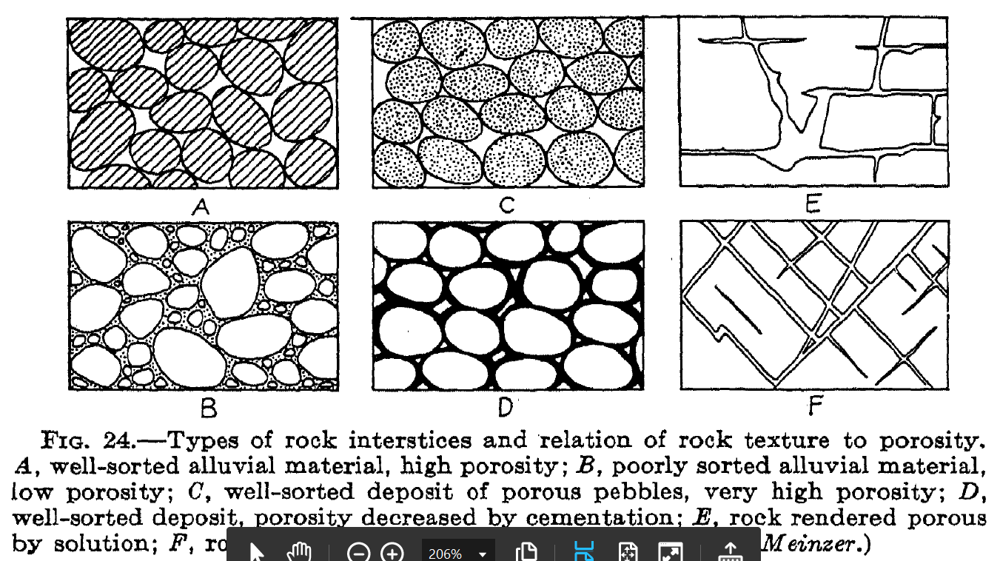 A
C
E
B
D
F
FIG. 24.—Types of rock interstices and relation of rock texture to porosity.
A, well-sorted alluvial material, high porosity; B, poorly sorted alluvial material,
low porosity; C, well-sorted deposit of porous pebbles, very high porosity; D,
well-sorted deposit, porosity decreased by cementation; E, rock rendered porous
by solution; F, Meinzer.)
206%